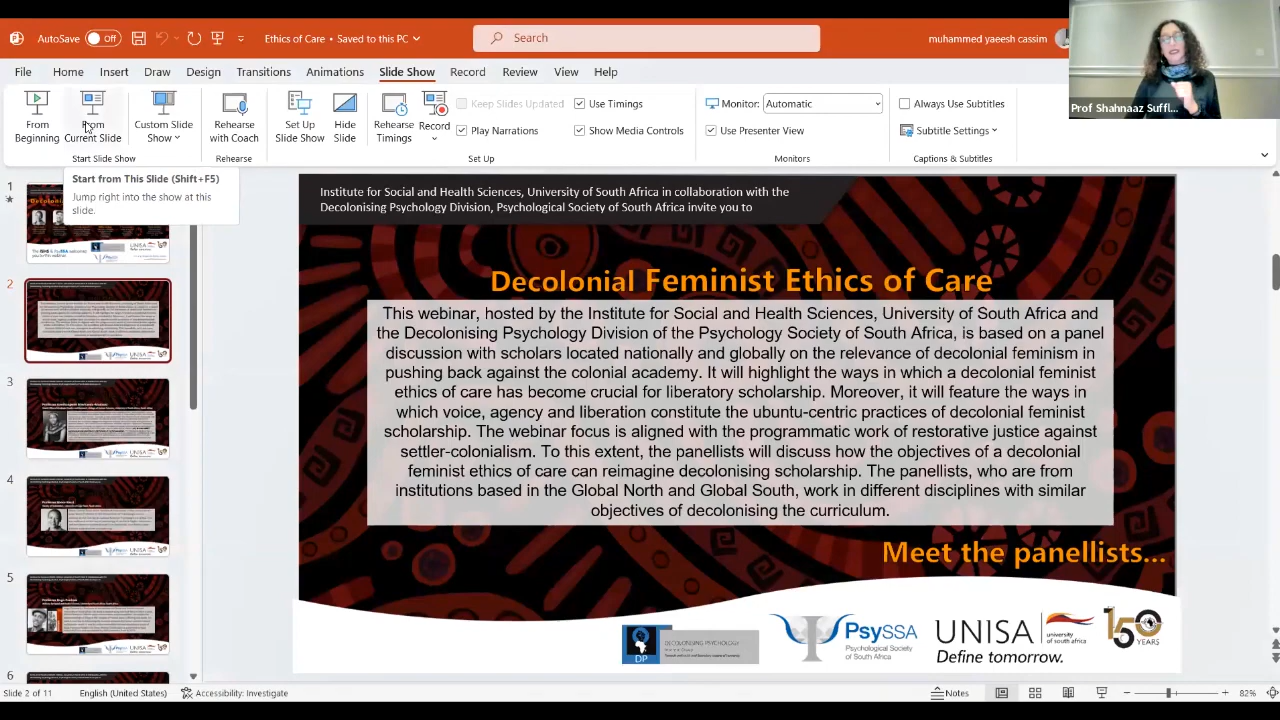 AutoSave Off Ethics of Care • Saved to this PC Search muhammed yaeesh cassim
File Home Insert Draw Design Transitions Animations Slide Show Record Review View Help
From Beginning
From Current Slide
Custom Slide Show
Rehearse with Coach
Set Up Slide Show
Hide Slide
Rehearse Timings
Record
Keep Slides Updated
Use Timings
Play Narrations
Show Media Controls
Monitor: Automatic
Use Presenter View
Always Use Subtitles
Subtitle Settings
Start Slide Show Rehearse Set Up Monitors Captions & Subtitles
Prof Shahnaaz Suffl...
Start from This Slide (Shift+F5)
Jump right into the show at this
slide.
1
2
3
4
5
6
Institute for Social and Health Sciences, University of South Africa in collaboration with the
Decolonising Psychology Division, Psychological Society of South Africa invite you to
Decolonial Feminist Ethics of Care
This webinar, hosted by the Institute for Social and Health Sciences, University of South Africa and
the Decolonising Psychology Division of the Psychology Society of South Africa, is based on a panel
discussion with scholars located nationally and globally on the relevance of decolonial feminism in
pushing back against the colonial academy. It will highlight the ways in which a decolonial feminist
ethics of care has become crucial for liberatory scholarship. Moreover, it will feature the ways in
which voice, agency and liberation constitute the ubuntucentric practices of decolonial feminist
scholarship. The panel's focus is aligned with the programmatic work of restorative justice against
settler-colonialism. To this extent, the panellists will discuss how the objectives of a decolonial
feminist ethics of care can reimagine decolonising scholarship. The panellists, who are from
institutions based in the Global North and Global South, work in different disciplines with similar
objectives of decolonising the curriculum.
Meet the panellists...
DP
DECOLONISING PSYCHOLOGY
PsySSA
Psychological Society
of South Africa
UNISA
university
of south africa
Define tomorrow.
150
YEARS
Slide 2 of 11 English (United States) Accessibility: Investigate Notes 82%